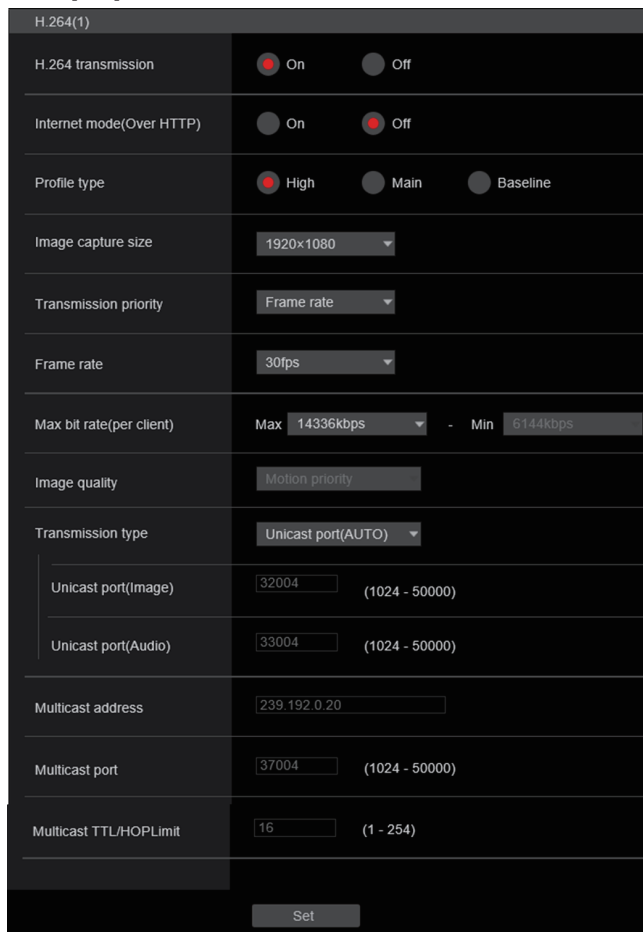 H.264(1)
H.264 transmission On Off
Internet mode(Over HTTP) On Off
Profile type High Main Baseline
Image capture size 1920×1080
Transmission priority Frame rate
Frame rate 30fps
Max bit rate(per client) Max 14336kbps - Min 6144kbps
Image quality Motion priority
Transmission type Unicast port(AUTO)
Unicast port(Image) 32004 (1024 - 50000)
Unicast port(Audio) 33004 (1024 - 50000)
Multicast address 239.192.0.20
Multicast port 37004 (1024 - 50000)
Multicast TTL/HOPLimit 16 (1 - 254)
Set